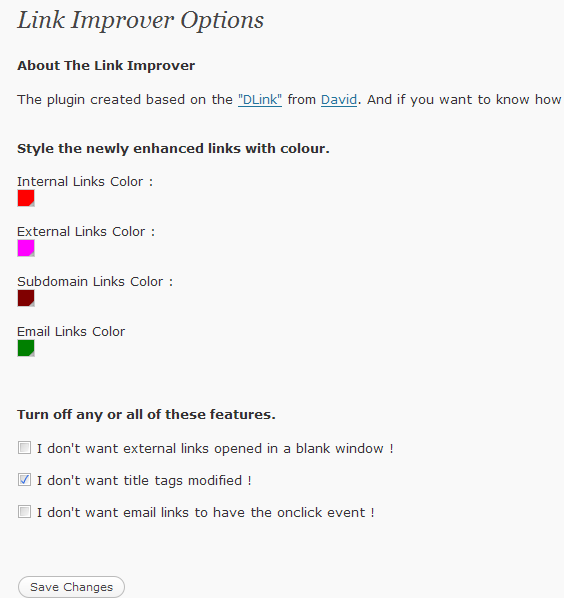 Link Improver Options
About The Link Improver
The plugin created based on the "DLink" from David. And if you want to know how
Style the newly enhanced links with colour.
Internal Links Color :
External Links Color :
Subdomain Links Color :
Email Links Color
Turn off any or all of these features.
I don't want external links opened in a blank window !
I don't want title tags modified !
I don't want email links to have the onclick event !
Save Changes